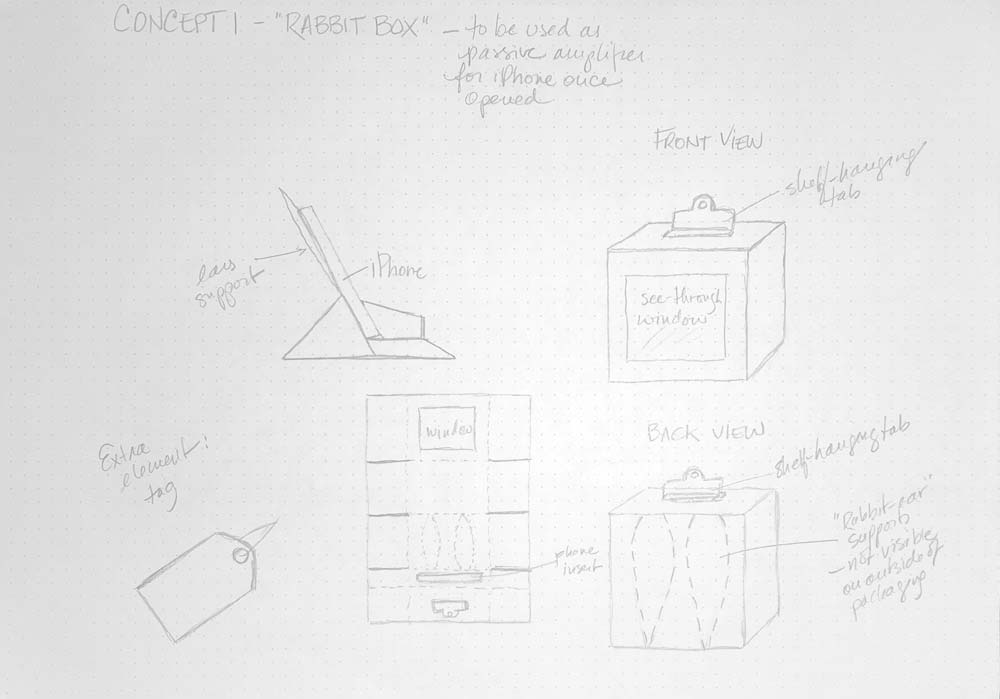 CONCEPT 1 - "RABBIT BOX" - to be used as
passive amplifier
for iPhone once
opened
FRONT VIEW
shelf-hanging
tab
ears
support
iPhone
see-through
window
window
BACK VIEW
shelf-hanging tab
Extra
element:
tag
phone
insert
"Rabbit-ear"
supports
- not visible
on outside of
packaging